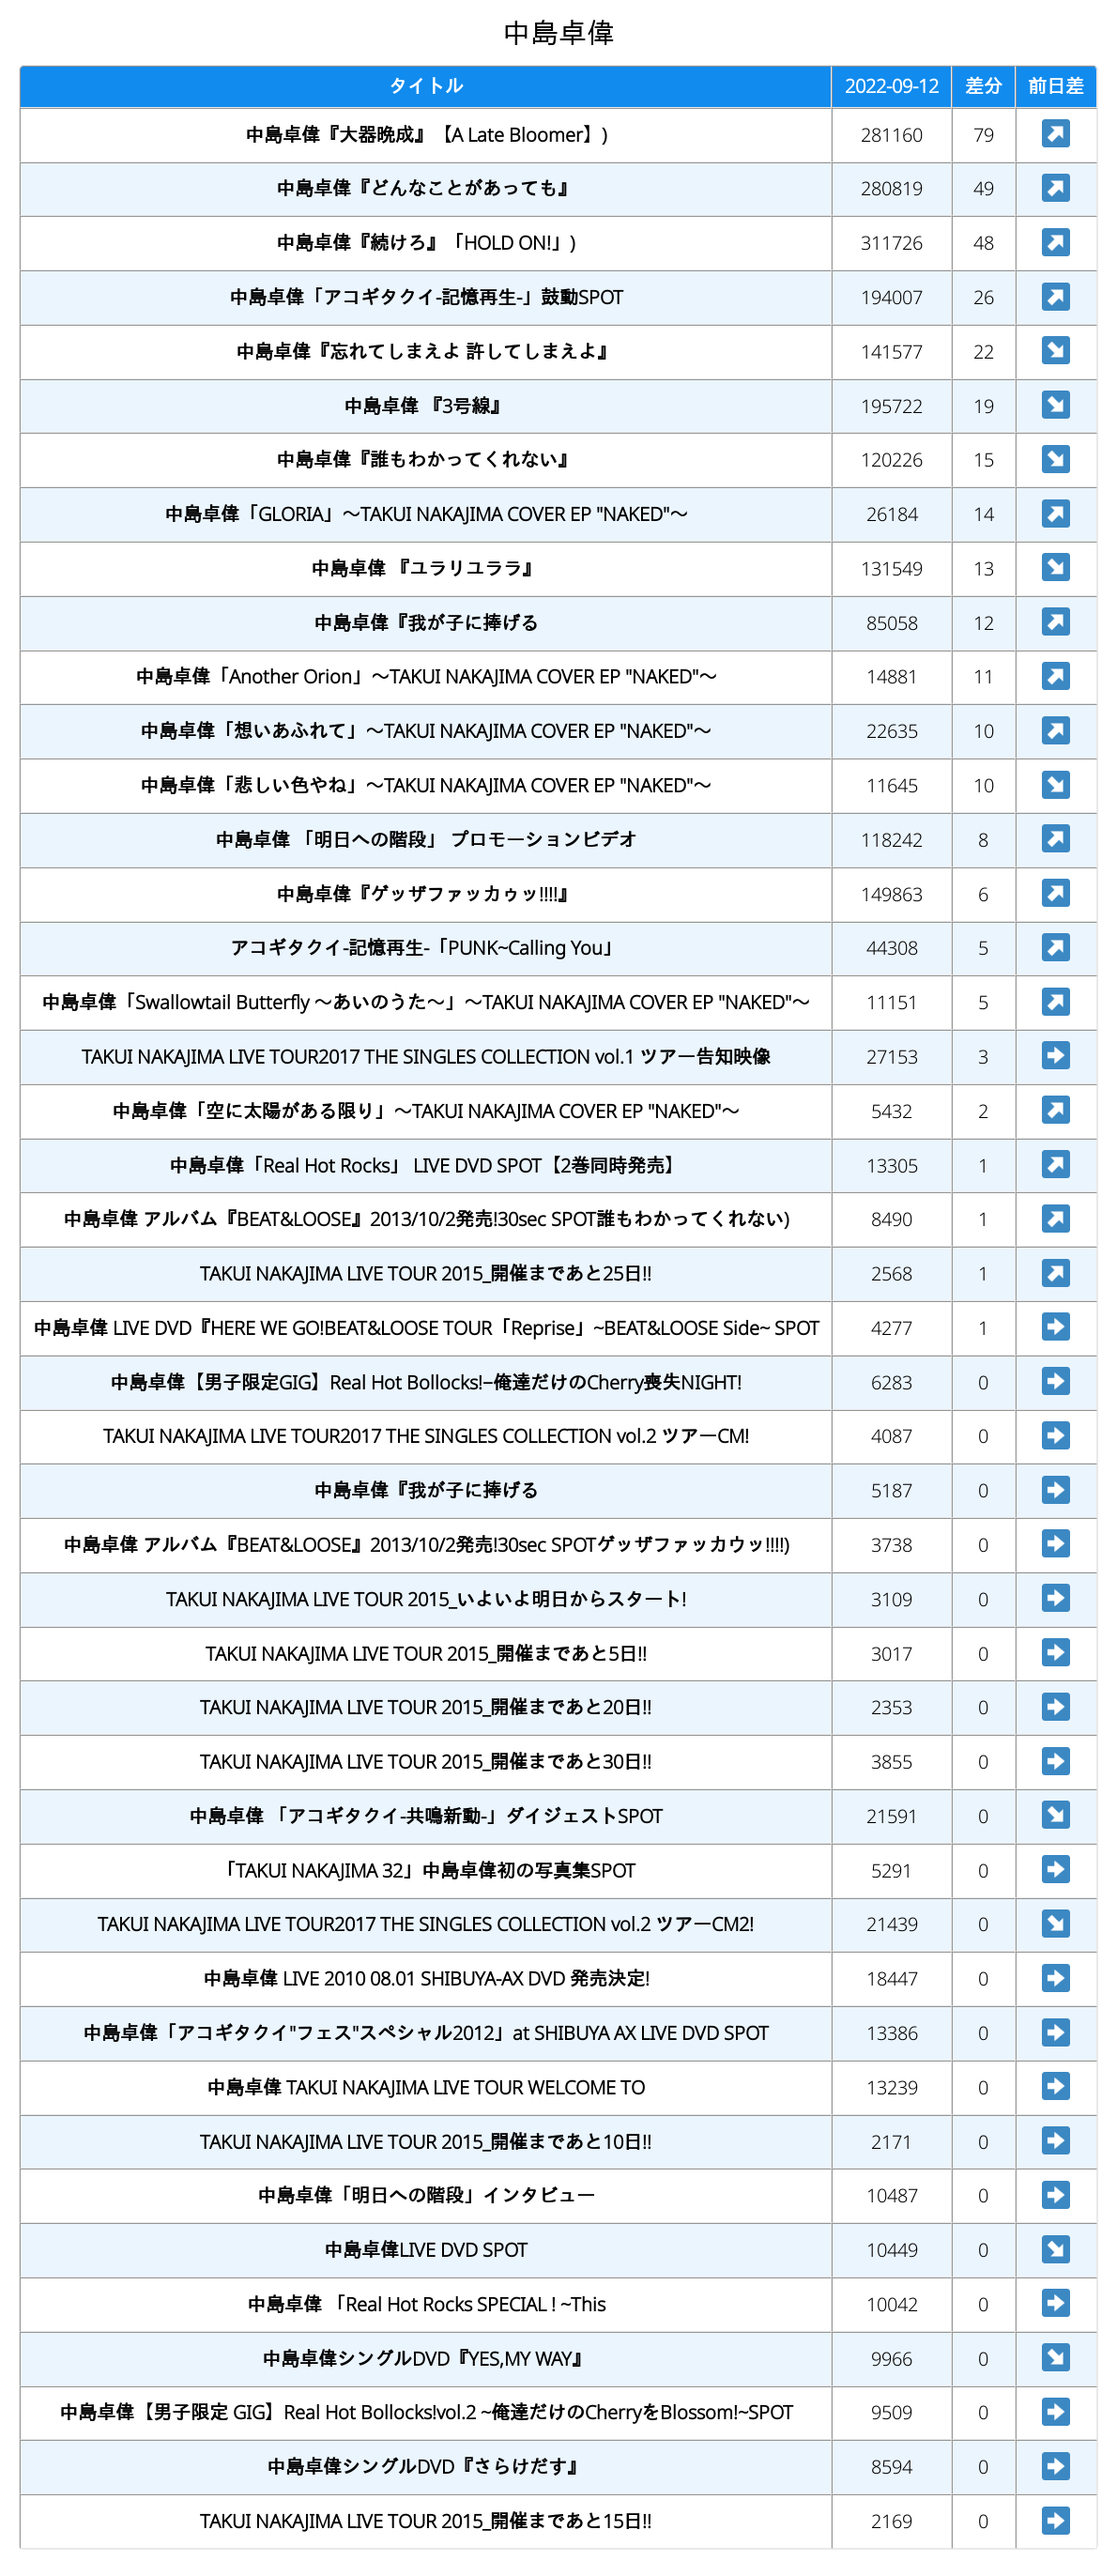 中島卓偉
タイトル 2022-09-12 差分 前日差
中島卓偉『大器晩成』【A Late Bloomer】) 281160 79 ↗
中島卓偉『どんなことがあっても』 280819 49 ↗
中島卓偉『続けろ』「HOLD ON!」) 311726 48 ↗
中島卓偉「アコギタクイ-記憶再生-」鼓動SPOT 194007 26 ↗
中島卓偉『忘れてしまえよ 許してしまえよ』 141577 22 ↘
中島卓偉 『3号線』 195722 19 ↘
中島卓偉『誰もわかってくれない』 120226 15 ↘
中島卓偉「GLORIA」～TAKUI NAKAJIMA COVER EP "NAKED"～ 26184 14 ↗
中島卓偉 『ユラリユララ』 131549 13 ↘
中島卓偉『我が子に捧げる 85058 12 ↗
中島卓偉「Another Orion」～TAKUI NAKAJIMA COVER EP "NAKED"～ 14881 11 ↗
中島卓偉「想いあふれて」～TAKUI NAKAJIMA COVER EP "NAKED"～ 22635 10 ↗
中島卓偉「悲しい色やね」～TAKUI NAKAJIMA COVER EP "NAKED"～ 11645 10 ↘
中島卓偉 「明日への階段」 プロモーションビデオ 118242 8 ↗
中島卓偉『ゲッザファッカゥッ!!!!』 149863 6 ↗
アコギタクイ-記憶再生-「PUNK~Calling You」 44308 5 ↗
中島卓偉「Swallowtail Butterfly ～あいのうた～」～TAKUI NAKAJIMA COVER EP "NAKED"～ 11151 5 ↗
TAKUI NAKAJIMA LIVE TOUR2017 THE SINGLES COLLECTION vol.1 ツアー告知映像 27153 3 ➡
中島卓偉「空に太陽がある限り」～TAKUI NAKAJIMA COVER EP "NAKED"～ 5432 2 ↗
中島卓偉「Real Hot Rocks」 LIVE DVD SPOT【2巻同時発売】 13305 1 ↗
中島卓偉 アルバム『BEAT&LOOSE』2013/10/2発売!30sec SPOT誰もわかってくれない) 8490 1 ↗
TAKUI NAKAJIMA LIVE TOUR 2015_開催まであと25日!! 2568 1 ↗
中島卓偉 LIVE DVD『HERE WE GO!BEAT&LOOSE TOUR「Reprise」~BEAT&LOOSE Side~ SPOT 4277 1 ➡
中島卓偉【男子限定GIG】Real Hot Bollocks!−俺達だけのCherry喪失NIGHT! 6283 0 ➡
TAKUI NAKAJIMA LIVE TOUR2017 THE SINGLES COLLECTION vol.2 ツアーCM! 4087 0 ➡
中島卓偉『我が子に捧げる 5187 0 ➡
中島卓偉 アルバム『BEAT&LOOSE』2013/10/2発売!30sec SPOTゲッザファッカウッ!!!!) 3738 0 ➡
TAKUI NAKAJIMA LIVE TOUR 2015_いよいよ明日からスタート! 3109 0 ➡
TAKUI NAKAJIMA LIVE TOUR 2015_開催まであと5日!! 3017 0 ➡
TAKUI NAKAJIMA LIVE TOUR 2015_開催まであと20日!! 2353 0 ➡
TAKUI NAKAJIMA LIVE TOUR 2015_開催まであと30日!! 3855 0 ➡
中島卓偉 「アコギタクイ-共鳴新動-」ダイジェストSPOT 21591 0 ↘
「TAKUI NAKAJIMA 32」中島卓偉初の写真集SPOT 5291 0 ➡
TAKUI NAKAJIMA LIVE TOUR2017 THE SINGLES COLLECTION vol.2 ツアーCM2! 21439 0 ↘
中島卓偉 LIVE 2010 08.01 SHIBUYA-AX DVD 発売決定! 18447 0 ➡
中島卓偉「アコギタクイ"フェス"スペシャル2012」at SHIBUYA AX LIVE DVD SPOT 13386 0 ➡
中島卓偉 TAKUI NAKAJIMA LIVE TOUR WELCOME TO 13239 0 ➡
TAKUI NAKAJIMA LIVE TOUR 2015_開催まであと10日!! 2171 0 ➡
中島卓偉「明日への階段」インタビュー 10487 0 ➡
中島卓偉LIVE DVD SPOT 10449 0 ↘
中島卓偉 「Real Hot Rocks SPECIAL ! ~This 10042 0 ➡
中島卓偉シングルDVD『YES,MY WAY』 9966 0 ↘
中島卓偉【男子限定 GIG】Real Hot Bollocks!vol.2 ~俺達だけのCherryをBlossom!~SPOT 9509 0 ➡
中島卓偉シングルDVD『さらけだす』 8594 0 ➡
TAKUI NAKAJIMA LIVE TOUR 2015_開催まであと15日!! 2169 0 ➡